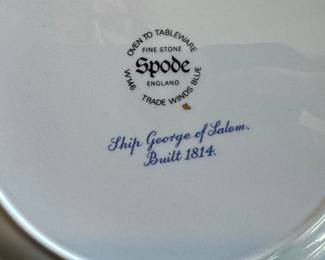 OVEN TO TABLEWARE
FINE STONE
Spode
ENGLAND
W146 TRADE WINDS BLUE
Ship George of Salem.
Built 1814.